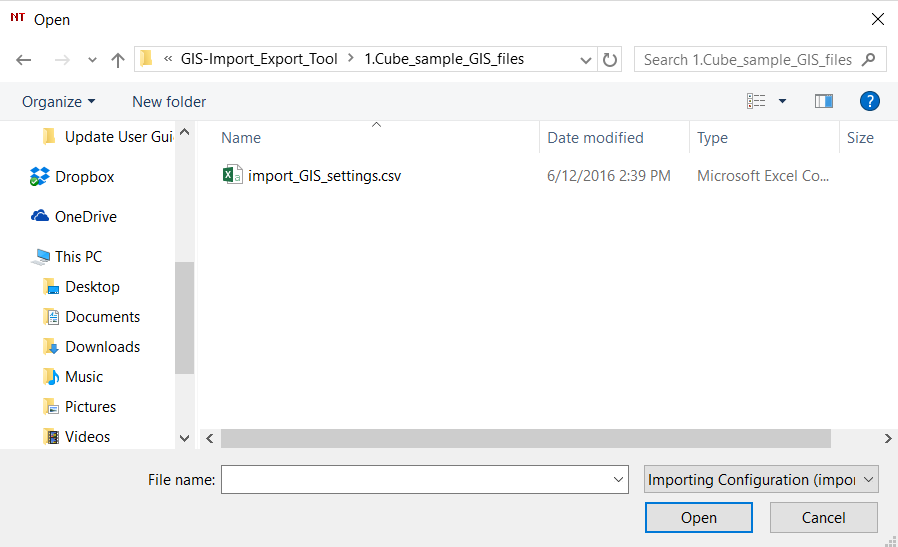 NT Open
« GIS-Import_Export_Tool > 1.Cube_sample_GIS_files
Search 1.Cube_sample_GIS_files
Organize New folder ?
Name Date modified Type Size
Update User Gui
import_GIS_settings.csv 6/12/2016 2:39 PM Microsoft Excel Co...
Dropbox
OneDrive
This PC
Desktop
Documents
Downloads
Music
Pictures
Videos
File name: Importing Configuration (impor
Open Cancel